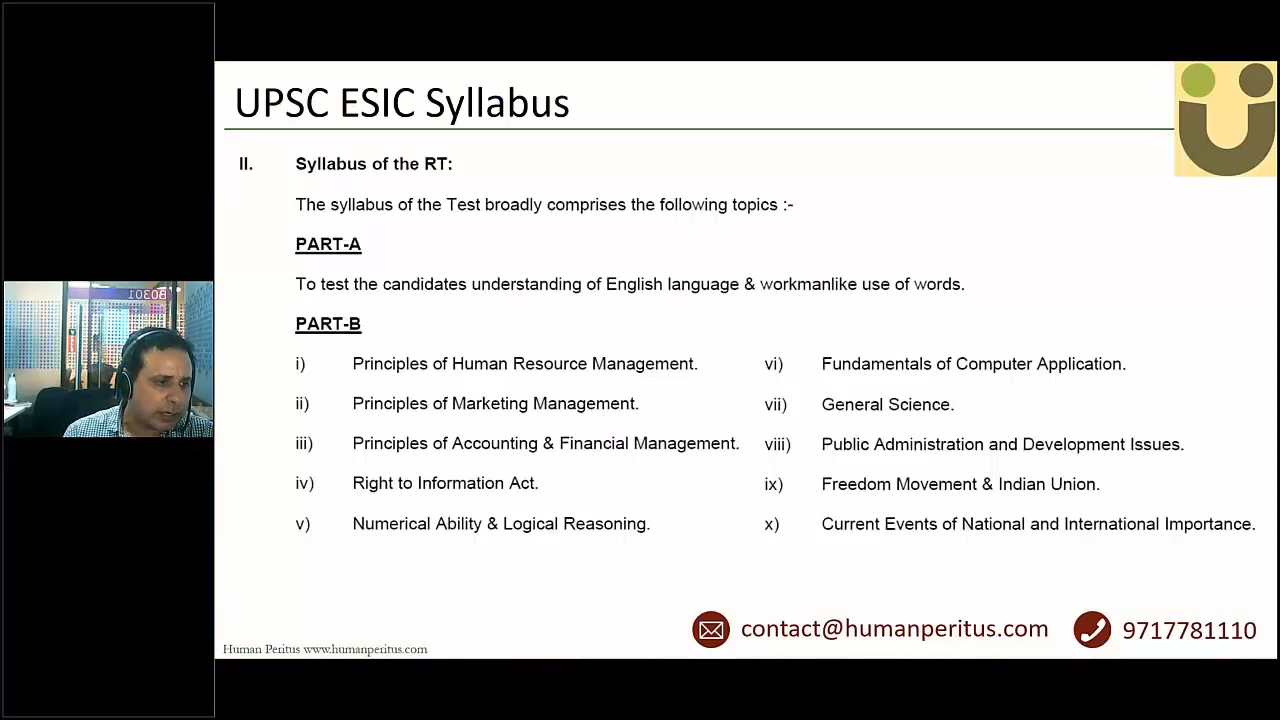 UPSC ESIC Syllabus
II. Syllabus of the RT:
The syllabus of the Test broadly comprises the following topics :-
PART-A
To test the candidates understanding of English language & workmanlike use of words.
PART-B
i) Principles of Human Resource Management.
ii) Principles of Marketing Management.
iii) Principles of Accounting & Financial Management.
iv) Right to Information Act.
v) Numerical Ability & Logical Reasoning.
vi) Fundamentals of Computer Application.
vii) General Science.
viii) Public Administration and Development Issues.
ix) Freedom Movement & Indian Union.
x) Current Events of National and International Importance.
contact@humanperitus.com
9717781110
Human Peritus www.humanperitus.com
B0301